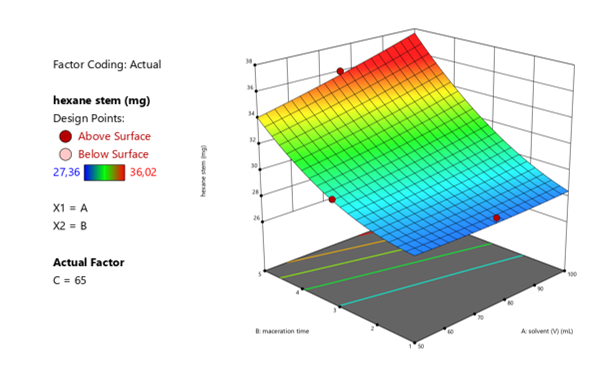 Factor Coding: Actual
hexane stem (mg)
Design Points:
Above Surface
Below Surface
27,36 36,02
X1 = A
X2 = B
Actual Factor
C = 65
hexane stem (mg)
38
36
34
32
30
28
26
5
4
3
2
1
50
60
70
80
90
100
B: maceration time
A: solvent (V) (mL)